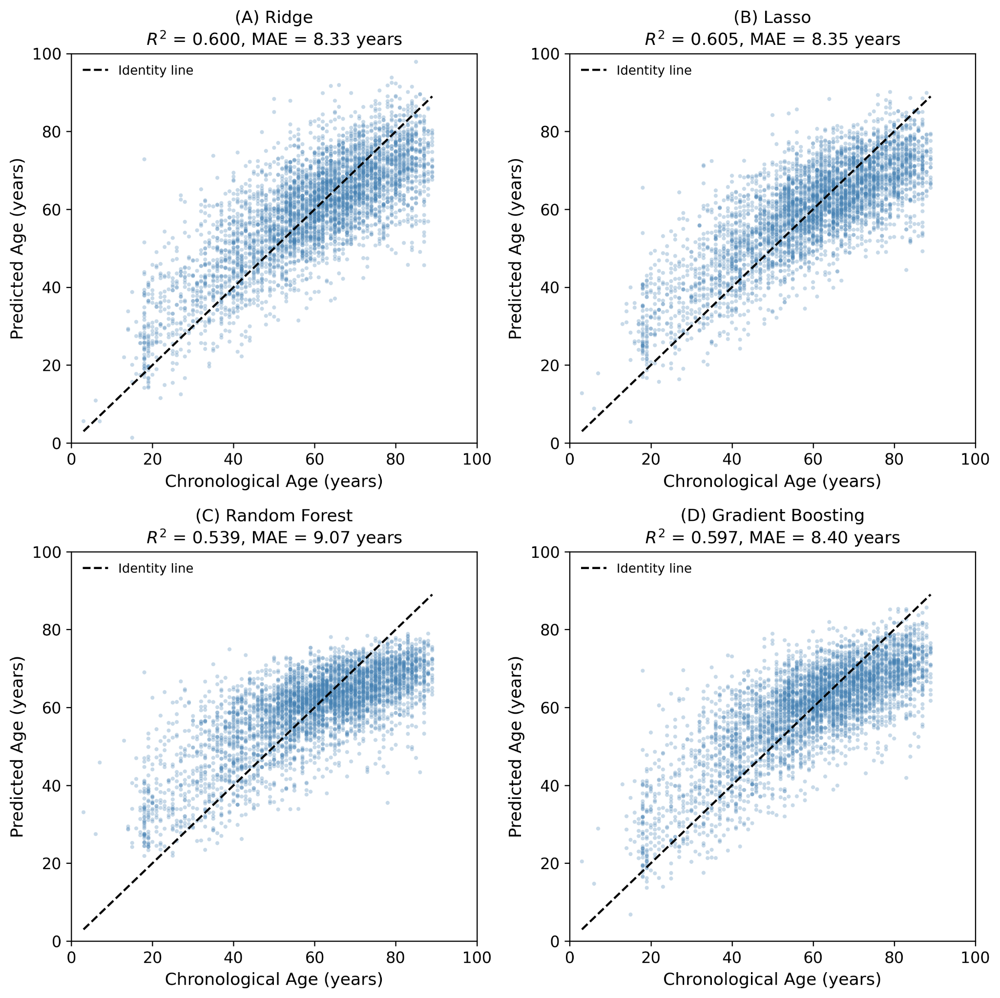 (A) Ridge
R² = 0.600, MAE = 8.33 years
100
80
60
40
20
0
Predicted Age (years)
Identity line
0 20 40 60 80 100
Chronological Age (years)
(B) Lasso
R² = 0.605, MAE = 8.35 years
100
80
60
40
20
0
Predicted Age (years)
Identity line
0 20 40 60 80 100
Chronological Age (years)
(C) Random Forest
R² = 0.539, MAE = 9.07 years
100
80
60
40
20
0
Predicted Age (years)
Identity line
0 20 40 60 80 100
Chronological Age (years)
(D) Gradient Boosting
R² = 0.597, MAE = 8.40 years
100
80
60
40
20
0
Predicted Age (years)
Identity line
0 20 40 60 80 100
Chronological Age (years)